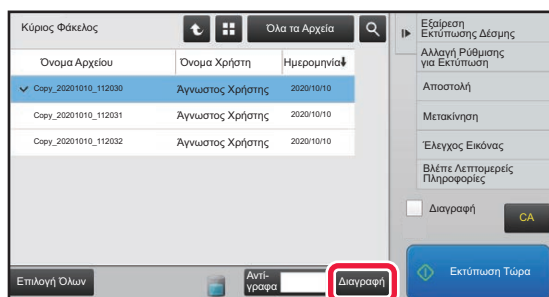 Κύριος Φάκελος
Όλα τα Αρχεία
Όνομα Αρχείου
Όνομα Χρήστη
Ημερομηνία
Copy_20201010_112030
Άγνωστος Χρήστης
2020/10/10
Copy_20201010_112031
Άγνωστος Χρήστης
2020/10/10
Copy_20201010_112032
Άγνωστος Χρήστης
2020/10/10
Επιλογή Όλων
Αντί-
γραφα
Διαγραφή
Εξαίρεση
Εκτύπωσης Δέσμης
Αλλαγή Ρύθμισης
για Εκτύπωση
Αποστολή
Μετακίνηση
Έλεγχος Εικόνας
Βλέπε Λεπτομερείς
Πληροφορίες
Διαγραφή
CA
Εκτύπωση Τώρα